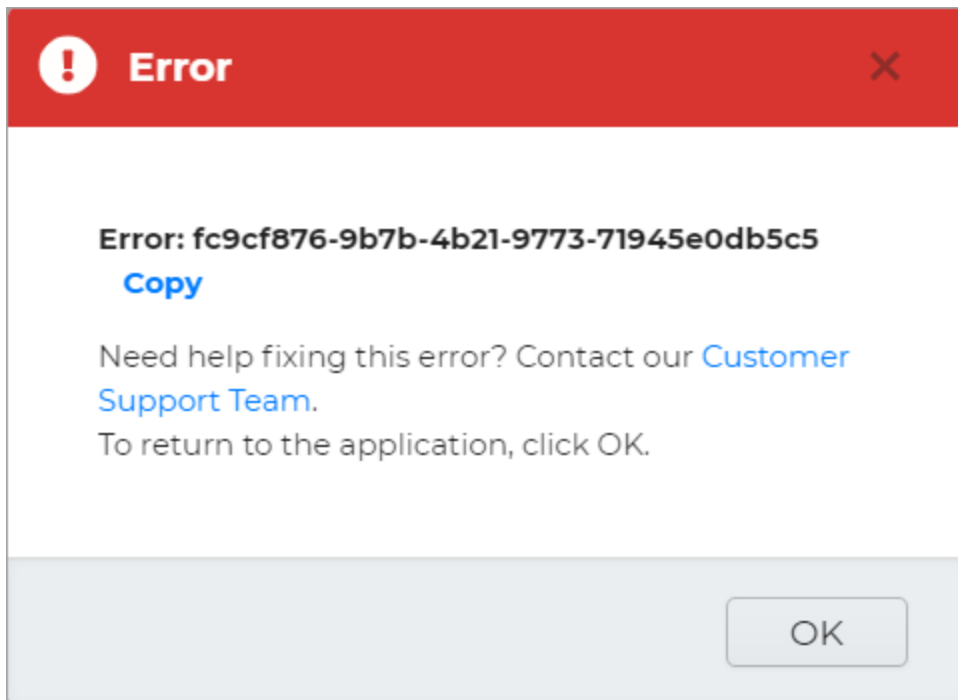 Error
Error: fc9cf876-9b7b-4b21-9773-71945e0db5c5
Copy
Need help fixing this error? Contact our Customer
Support Team.
To return to the application, click OK.
OK